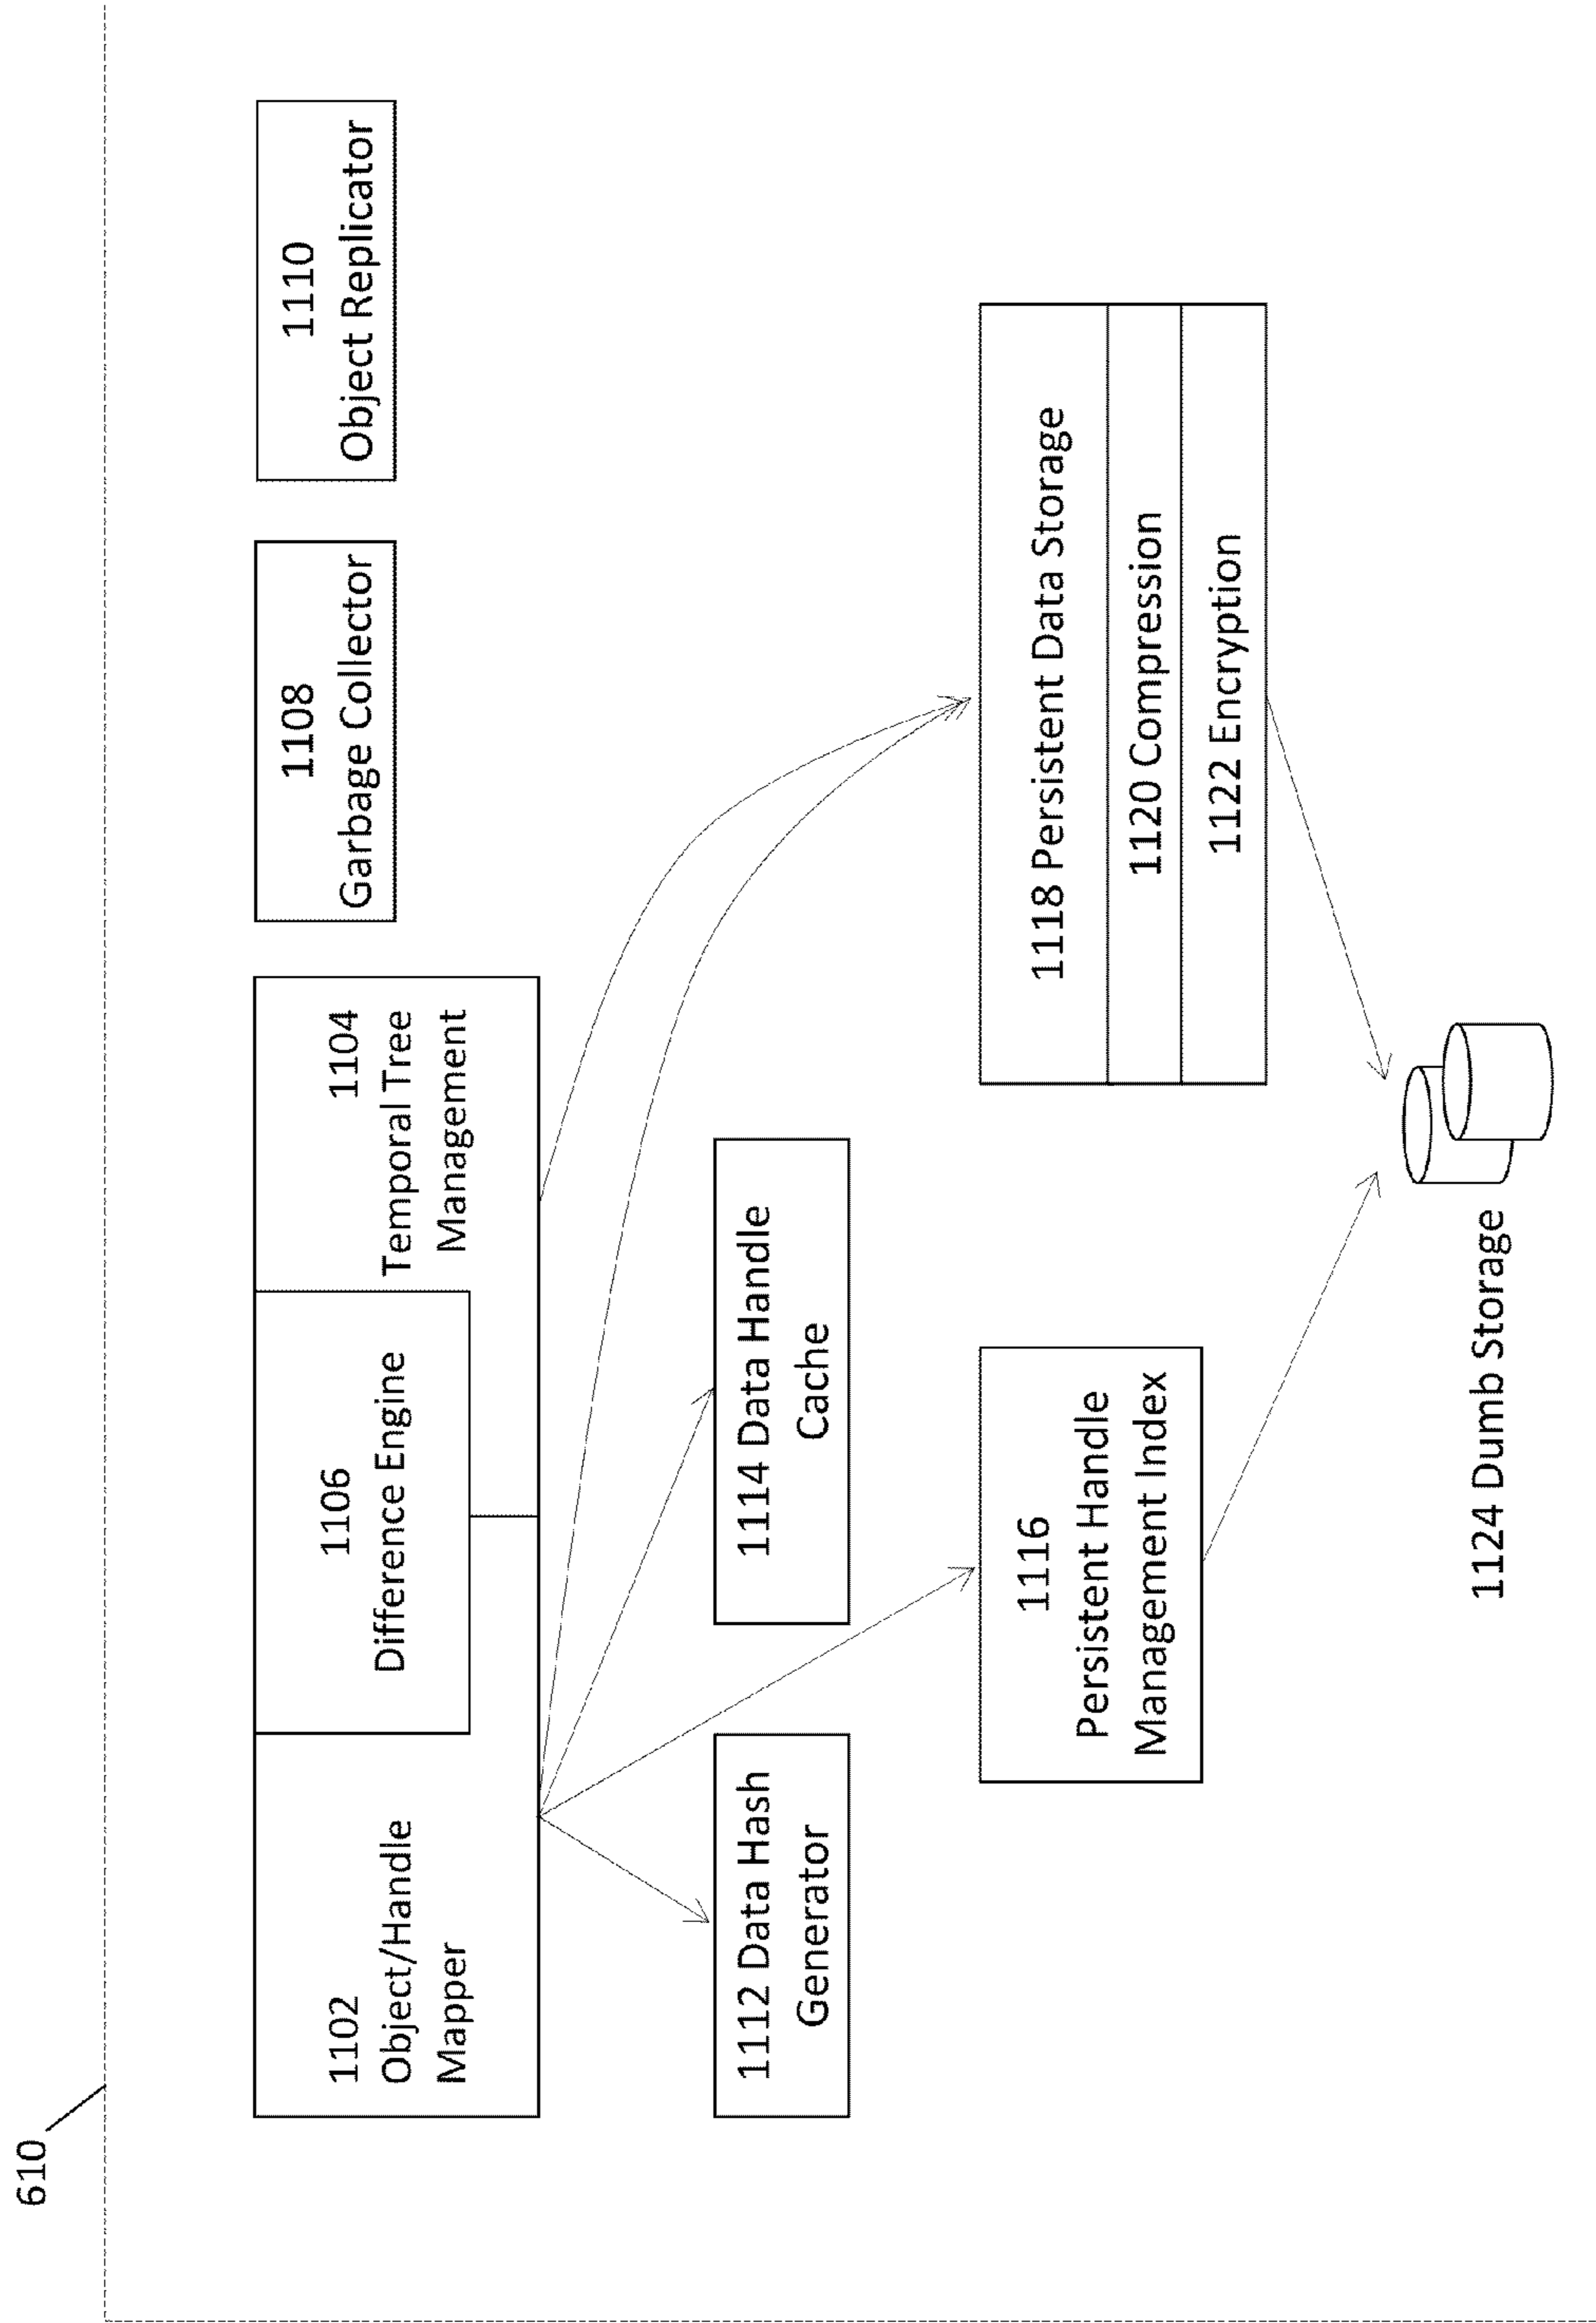 610
1102
Object/Handle
Mapper
1106
Difference Engine
1104
Temporal Tree
Management
1108
Garbage Collector
1110
Object Replicator
1112 Data Hash
Generator
1114 Data Handle
Cache
1116
Persistent Handle
Management Index
1118 Persistent Data Storage
1120 Compression
1122 Encryption
1124 Dumb Storage